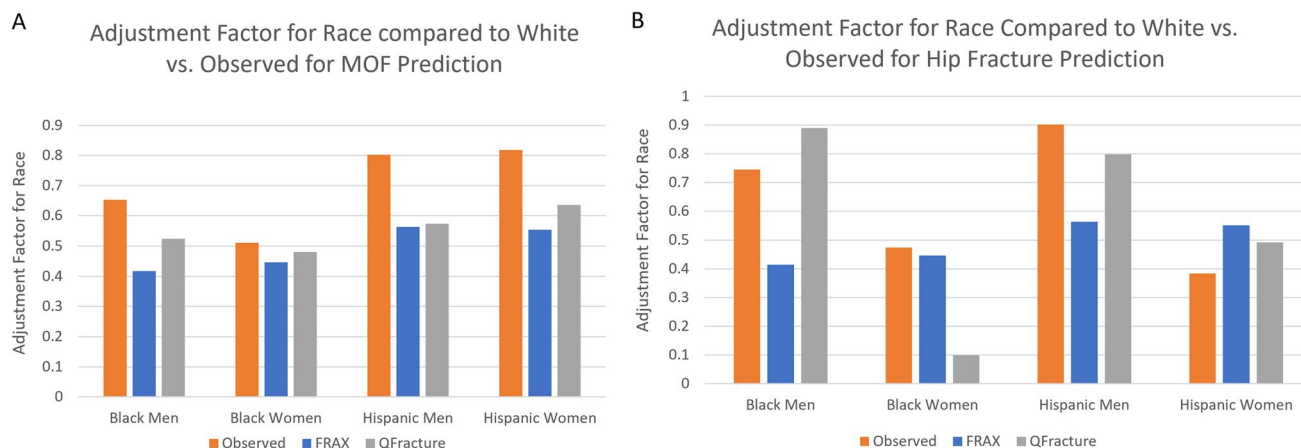 A
Adjustment Factor for Race compared to White
vs. Observed for MOF Prediction
Adjustment Factor for Race
0.9
0.8
0.7
0.6
0.5
0.4
0.3
0.2
0.1
0
Black Men Black Women Hispanic Men Hispanic Women
Observed FRAX QFracture
B
Adjustment Factor for Race Compared to White vs.
Observed for Hip Fracture Prediction
Adjustment Factor for Race
1
0.9
0.8
0.7
0.6
0.5
0.4
0.3
0.2
0.1
0
Black Men Black Women Hispanic Men Hispanic Women
Observed FRAX QFracture